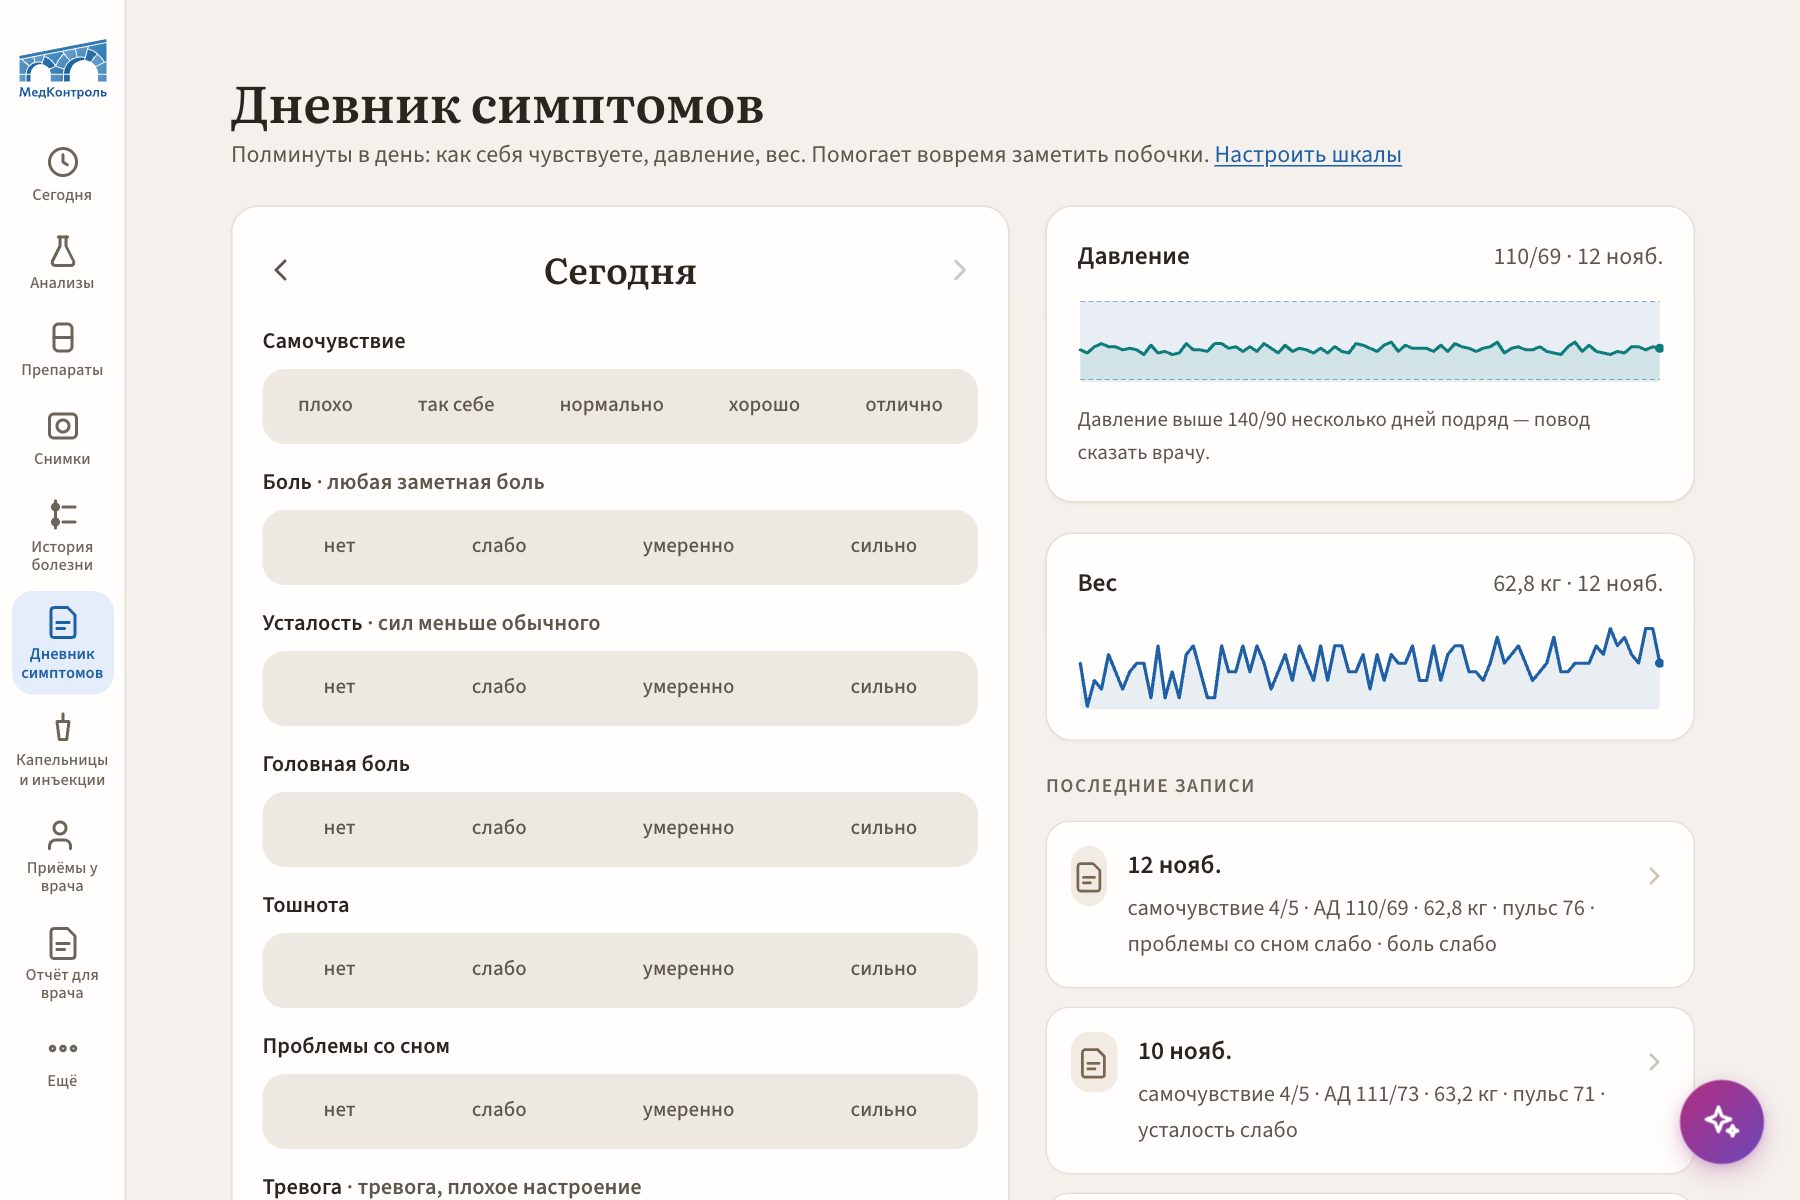 МедКонтроль
Сегодня
Анализы
Препараты
Снимки
История
болезни
Дневник
симптомов
Капельницы
и инъекции
Приёмы у
врача
Отчёт для
врача
Ещё
Дневник симптомов
Полминуты в день: как себя чувствуете, давление, вес. Помогает вовремя заметить побочки. Настроить шкалы
Сегодня
Самочувствие
плохо так себе нормально хорошо отлично
Боль · любая заметная боль
нет слабо умеренно сильно
Усталость · сил меньше обычного
нет слабо умеренно сильно
Головная боль
нет слабо умеренно сильно
Тошнота
нет слабо умеренно сильно
Проблемы со сном
нет слабо умеренно сильно
Тревога · тревога, плохое настроение
Давление 110/69 · 12 нояб.
Давление выше 140/90 несколько дней подряд — повод
сказать врачу.
Вес 62,8 кг · 12 нояб.
ПОСЛЕДНИЕ ЗАПИСИ
12 нояб.
самочувствие 4/5 · АД 110/69 · 62,8 кг · пульс 76 ·
проблемы со сном слабо · боль слабо
10 нояб.
самочувствие 4/5 · АД 111/73 · 63,2 кг · пульс 71 ·
усталость слабо